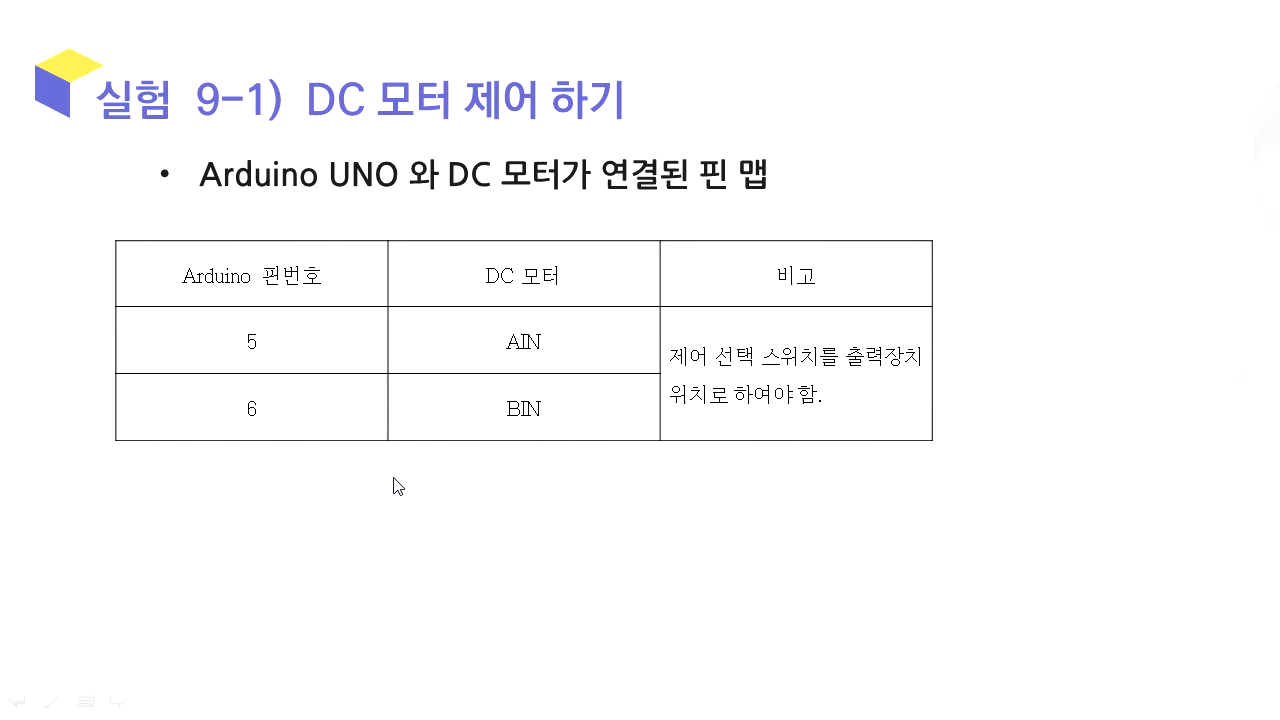 실험 9-1) DC 모터 제어 하기
• Arduino UNO 와 DC 모터가 연결된 핀 맵
Arduino 핀번호 DC 모터 비고
5 AIN
제어 선택 스위치를 출력장치
위치로 하여야 함.
6 BIN